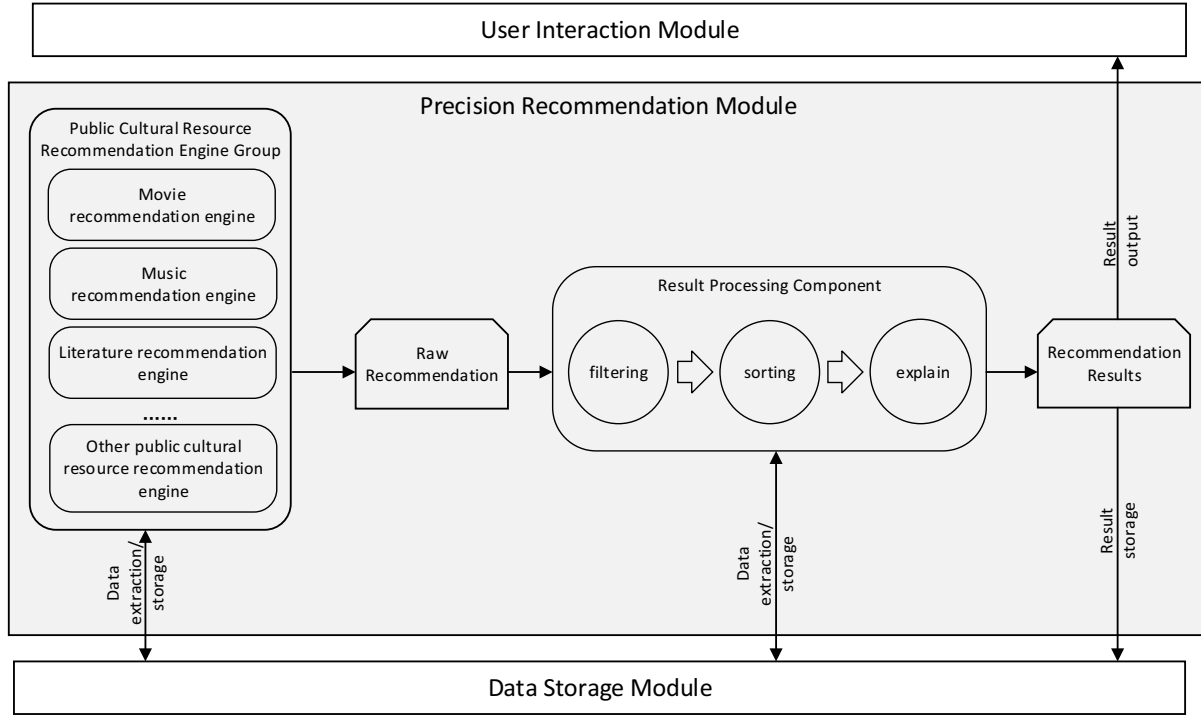 User Interaction Module
Precision Recommendation Module
Public Cultural Resource
Recommendation Engine Group
Movie
recommendation engine
Music
recommendation engine
Literature recommendation
engine
......
Other public cultural
resource recommendation
engine
Raw
Recommendation
Result Processing Component
filtering
sorting
explain
Recommendation
Results
Result
output
Data
extraction/
storage
Data
extraction/
storage
Result
storage
Data Storage Module